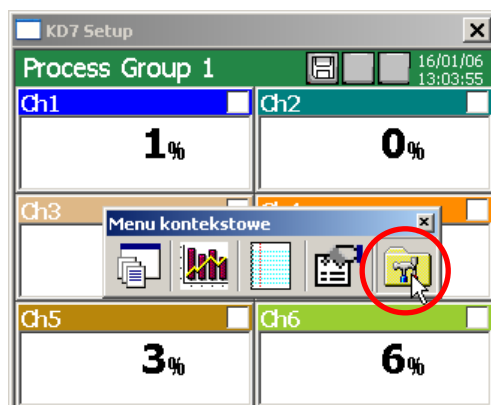 KD7 Setup
Process Group 1
16/01/06
13:03:55
Ch1
Ch2
1%
0%
Ch3
Menu kontekstowe
Ch5
Ch6
3%
6%